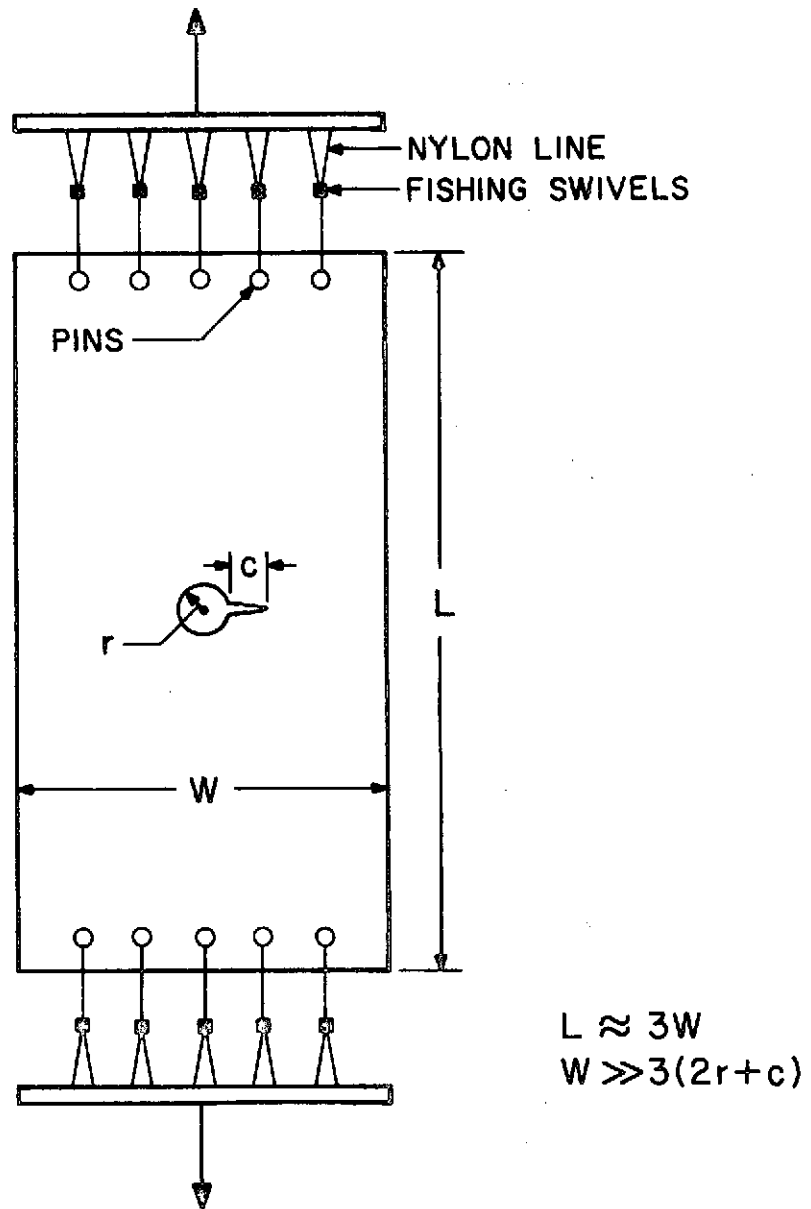 NYLON LINE
FISHING SWIVELS
PINS
C
L
r
W
L ≈ 3W
W >> 3(2r+c)